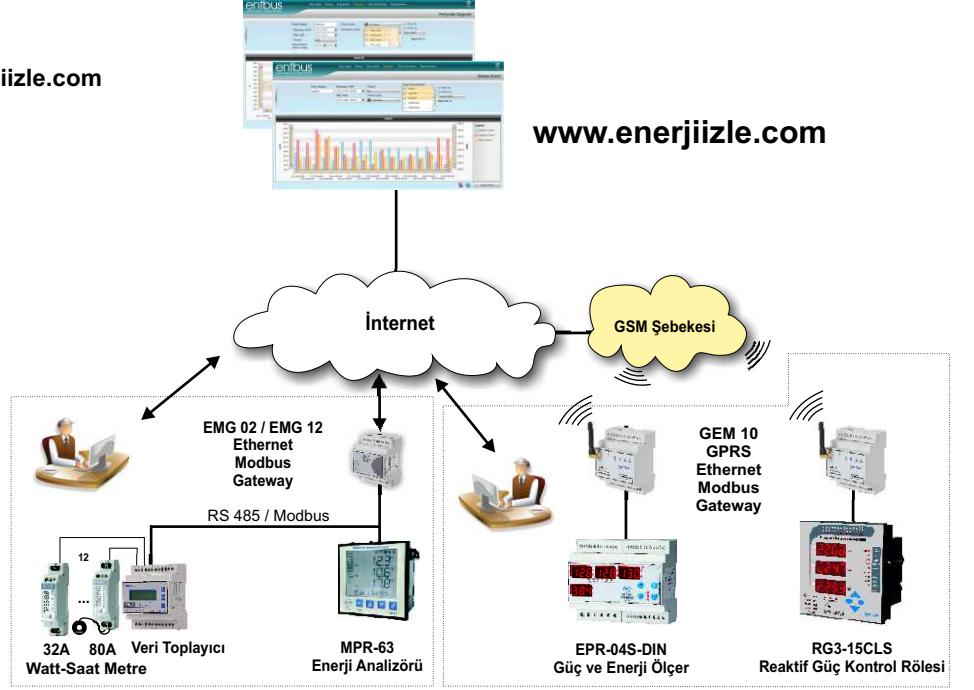 entbus
entbus
iizle.com
www.enerjiizle.com
İnternet
GSM Şebekesi
EMG 02 / EMG 12
Ethernet
Modbus
Gateway
GEM 10
GPRS
Ethernet
Modbus
Gateway
RS 485 / Modbus
12
...
32A
80A
Watt-Saat Metre
Veri Toplayıcı
MPR-63
Enerji Analizörü
EPR-04S-DIN
Güç ve Enerji Ölçer
RG3-15CLS
Reaktif Güç Kontrol Rölesi